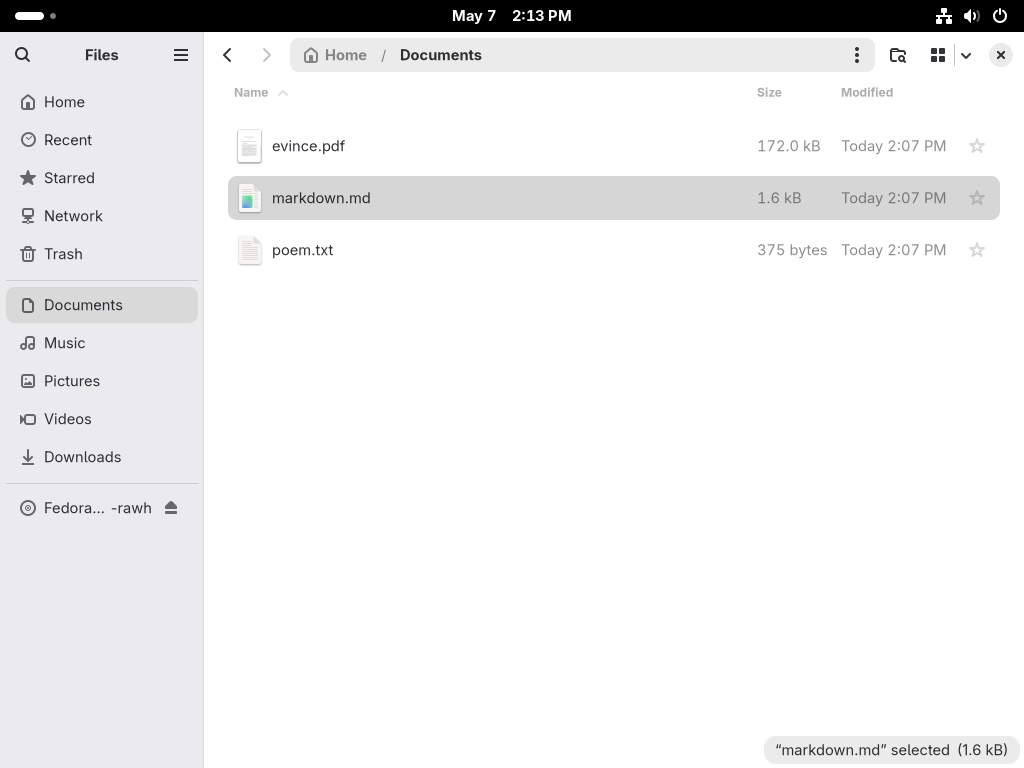 May 7 2:13 PM
Files
Home / Documents
Home
Recent
Starred
Network
Trash
Documents
Music
Pictures
Videos
Downloads
Fedora... -rawh
Name Size Modified
evince.pdf 172.0 kB Today 2:07 PM
markdown.md 1.6 kB Today 2:07 PM
poem.txt 375 bytes Today 2:07 PM
“markdown.md” selected (1.6 kB)